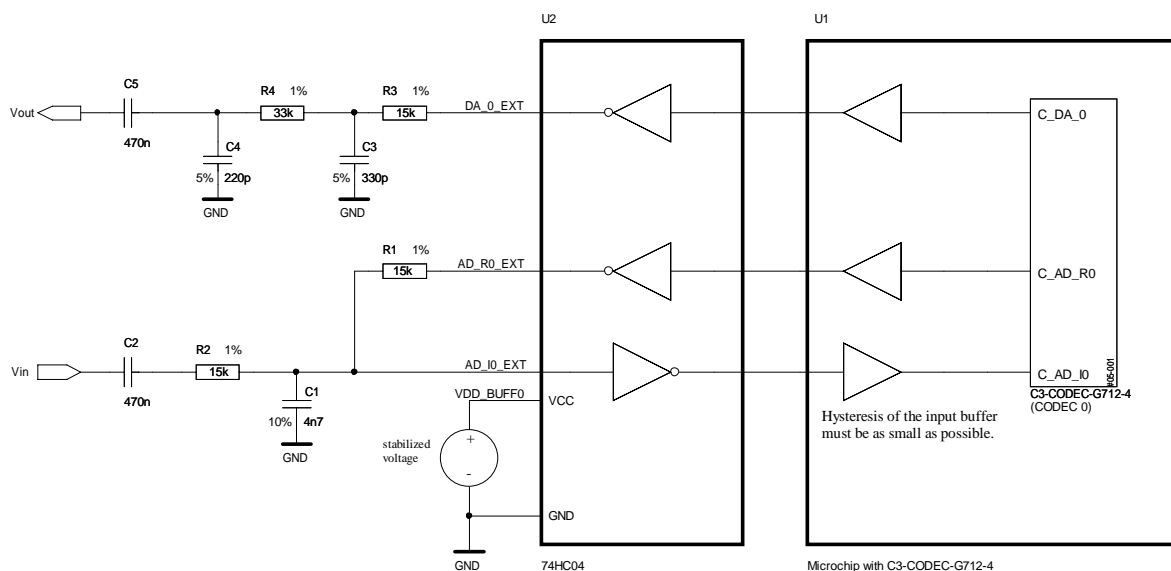 U2
U1
C5
R4 1%
R3 1%
DA_0_EXT
C_DA_0
Vout
33k
15k
470n
C4
C3
5% 220p
5% 330p
GND
GND
R1 1%
AD_R0_EXT
C_AD_R0
15k
C2
R2 1%
AD_I0_EXT
C_AD_I0
#05-001
Vin
15k
470n
C1
10% 4n7
GND
VDD_BUFF0
VCC
C3-CODEC-G712-4
(CODEC 0)
Hysteresis of the input buffer
must be as small as possible.
stabilized
voltage
+
-
GND
GND
74HC04
Microchip with C3-CODEC-G712-4